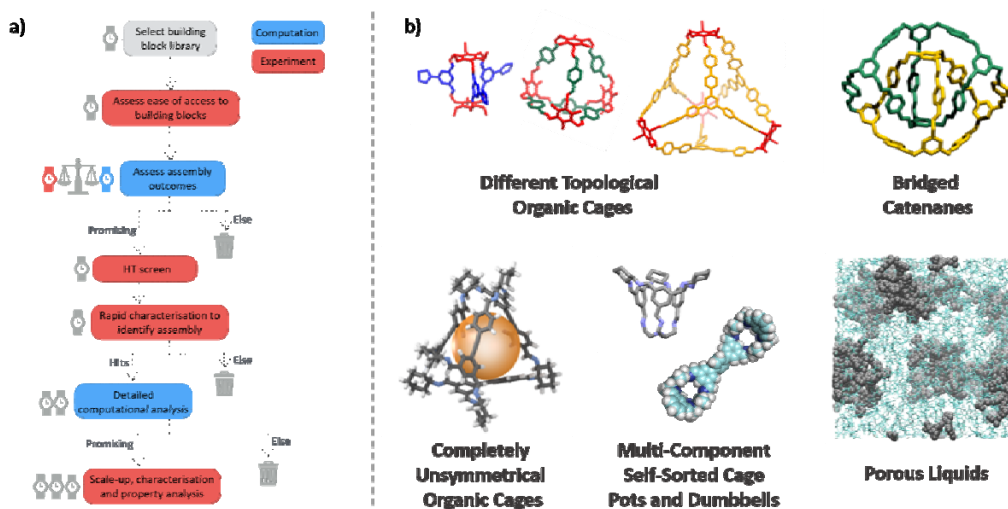 a)
Select building
block library
Computation
Experiment
Assess ease of access to
building blocks
Assess assembly
outcomes
Promising
Else
HT screen
Rapid characterisation to
identify assembly
Hits
Else
Detailed
computational analysis
Promising
Else
Scale-up, characterisation
and property analysis
b)
Different Topological
Organic Cages
Bridged
Catenanes
Completely
Unsymmetrical
Organic Cages
Multi-Component
Self-Sorted Cage
Pots and Dumbbells
Porous Liquids